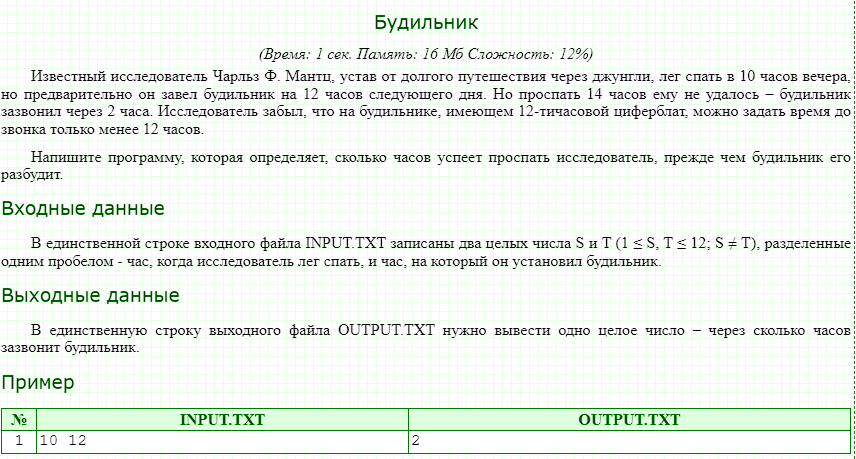 Будильник
(Время: 1 сек. Память: 16 Мб Сложность: 12%)
Известный исследователь Чарльз Ф. Мантц, устав от долгого путешествия через джунгли, лег спать в 10 часов вечера,
но предварительно он завел будильник на 12 часов следующего дня. Но проспать 14 часов ему не удалось – будильник
зазвонил через 2 часа. Исследователь забыл, что на будильнике, имеющем 12-тичасовой циферблат, можно задать время до
звонка только менее 12 часов.
Напишите программу, которая определяет, сколько часов успеет проспать исследователь, прежде чем будильник его
разбудит.
Входные данные
В единственной строке входного файла INPUT.TXT записаны два целых числа S и T (1 ≤ S, T ≤ 12; S ≠ T), разделенные
одним пробелом - час, когда исследователь лег спать, и час, на который он установил будильник.
Выходные данные
В единственную строку выходного файла OUTPUT.TXT нужно вывести одно целое число – через сколько часов
зазвонит будильник.
Пример
№ INPUT.TXT OUTPUT.TXT
1 10 12 2